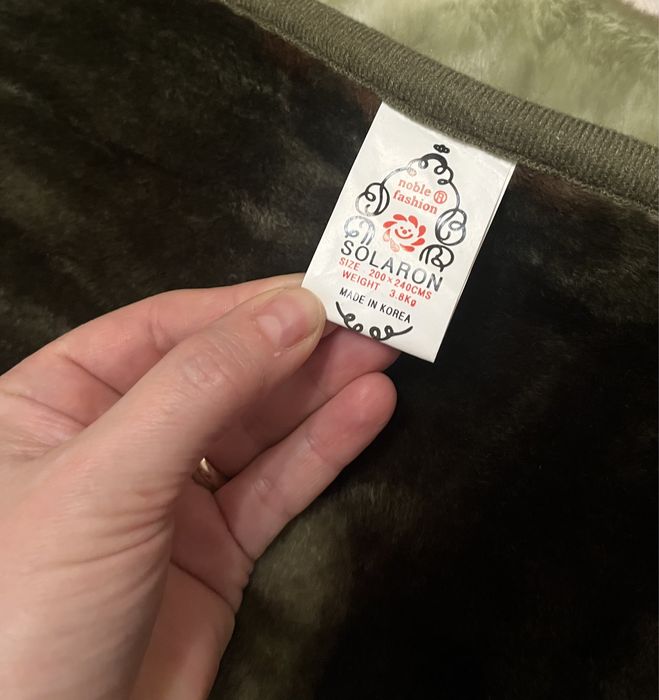 noble ®
fashion
SOLARON
SIZE 200×240CMS
WEIGHT 3.8Kg
MADE IN KOREA